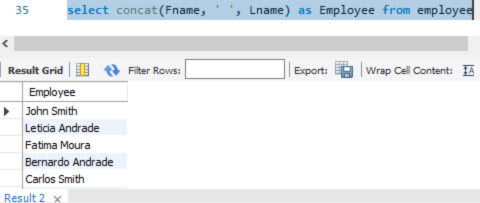 35 select concat(Fname, ' ', Lname) as Employee from employee
Result Grid Filter Rows: Export: Wrap Cell Content:
Employee
John Smith
Leticia Andrade
Fatima Moura
Bernardo Andrade
Carlos Smith
Result 2 ×